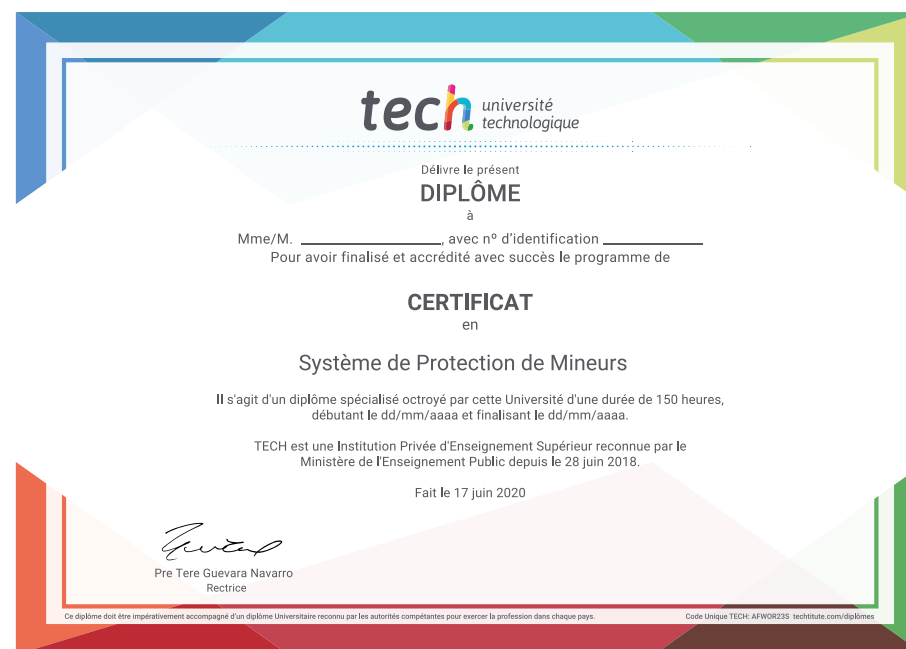 tech université
technologique
Délivre le présent
DIPLÔME
à
Mme/M. ____________________, avec nº d'identification ______________
Pour avoir finalisé et accrédité avec succès le programme de
CERTIFICAT
en
Système de Protection de Mineurs
Il s'agit d'un diplôme spécialisé octroyé par cette Université d'une durée de 150 heures,
débutant le dd/mm/aaaa et finalisant le dd/mm/aaaa.
TECH est une Institution Privée d'Enseignement Supérieur reconnue par le
Ministère de l'Enseignement Public depuis le 28 juin 2018.
Fait le 17 juin 2020
Pre Tere Guevara Navarro
Rectrice
Ce diplôme doit être impérativement accompagné d'un diplôme Universitaire reconnu par les autorités compétantes pour exercer la profession dans chaque pays.
Code Unique TECH: AFWOR23S techtitute.com/diplômes